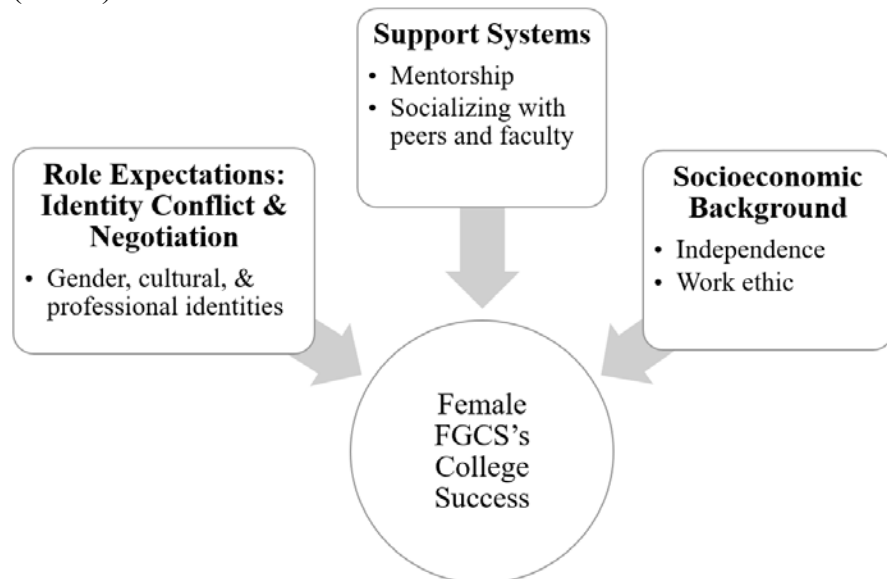 Support Systems
• Mentorship
• Socializing with
peers and faculty
Role Expectations:
Identity Conflict &
Negotiation
• Gender, cultural, &
professional identities
Socioeconomic
Background
• Independence
• Work ethic
Female
FGCS's
College
Success